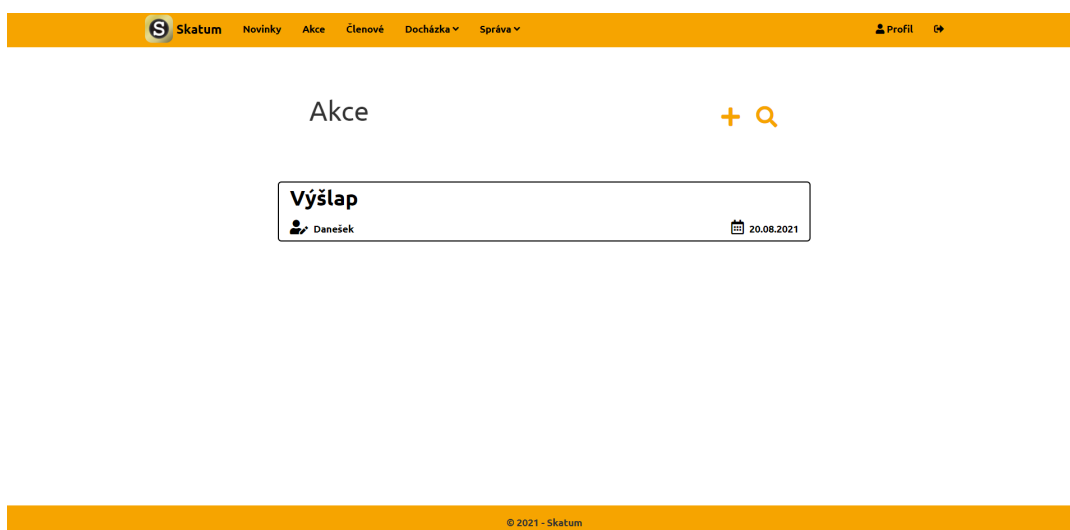 S Skatum Novinky Akce Členové Docházka Správa Profil
Akce
Výšlap
Danešek 20.08.2021
© 2021 - Skatum